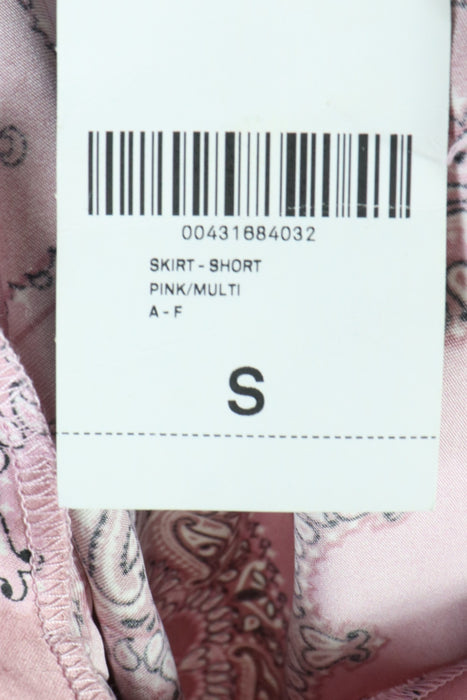 00431684032
SKIRT - SHORT
PINK/MULTI
A - F
S